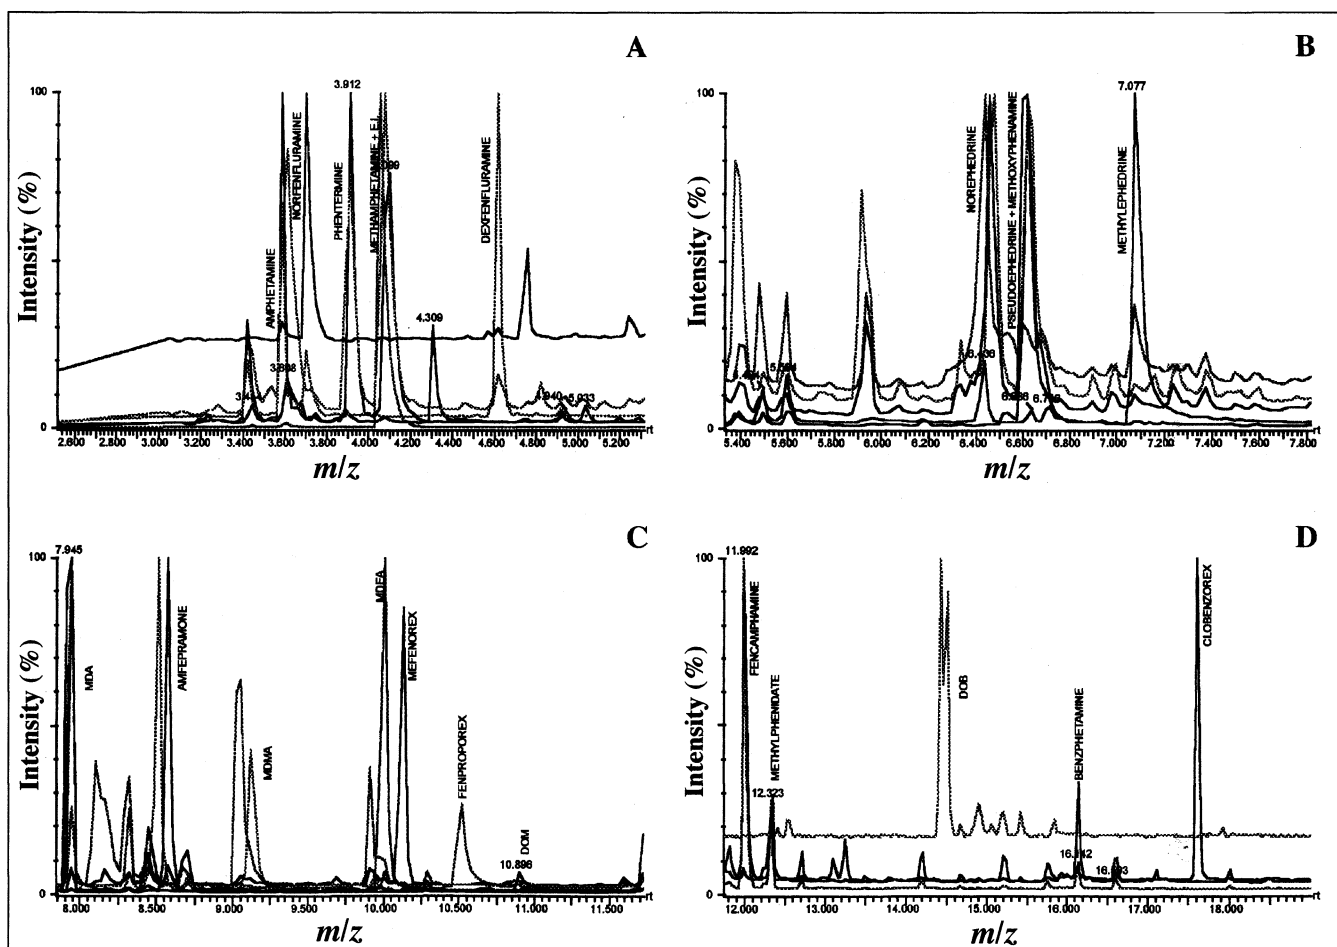 A
100
Intensity (%)
0
AMPHETAMINE
NORFENFLURAMINE
PHENTERMINE
METHAMPHETAMINE + E.I.
DEXFENFLURAMINE
3.912
4.309
2.600 2.800 3.000 3.200 3.400 3.600 3.800 4.000 4.200 4.400 4.600 4.800 5.000 5.200 rt
m/z
B
100
Intensity (%)
0
NOREPHEDRINE
PSEUDOEPHEDRINE + METHOXYPHENAMINE
METHYLEPHEDRINE
7.077
5.400 5.600 5.800 6.000 6.200 6.400 6.600 6.800 7.000 7.200 7.400 7.600 7.800 rt
m/z
C
100
Intensity (%)
0
7.945
MDA
AMFEPRAMONE
MDMA
MDEA
MEFENOREX
FENPROPOREX
DOM
10.896
8.000 8.500 9.000 9.500 10.000 10.500 11.000 11.500 rt
m/z
D
100
Intensity (%)
0
11.992
FENCAMPHAMINE
METHYLPHENIDATE
12.323
DOB
BENZPHETAMINE
16.142
CLOBENZOREX
12.000 13.000 14.000 15.000 16.000 17.000 18.000 rt
m/z